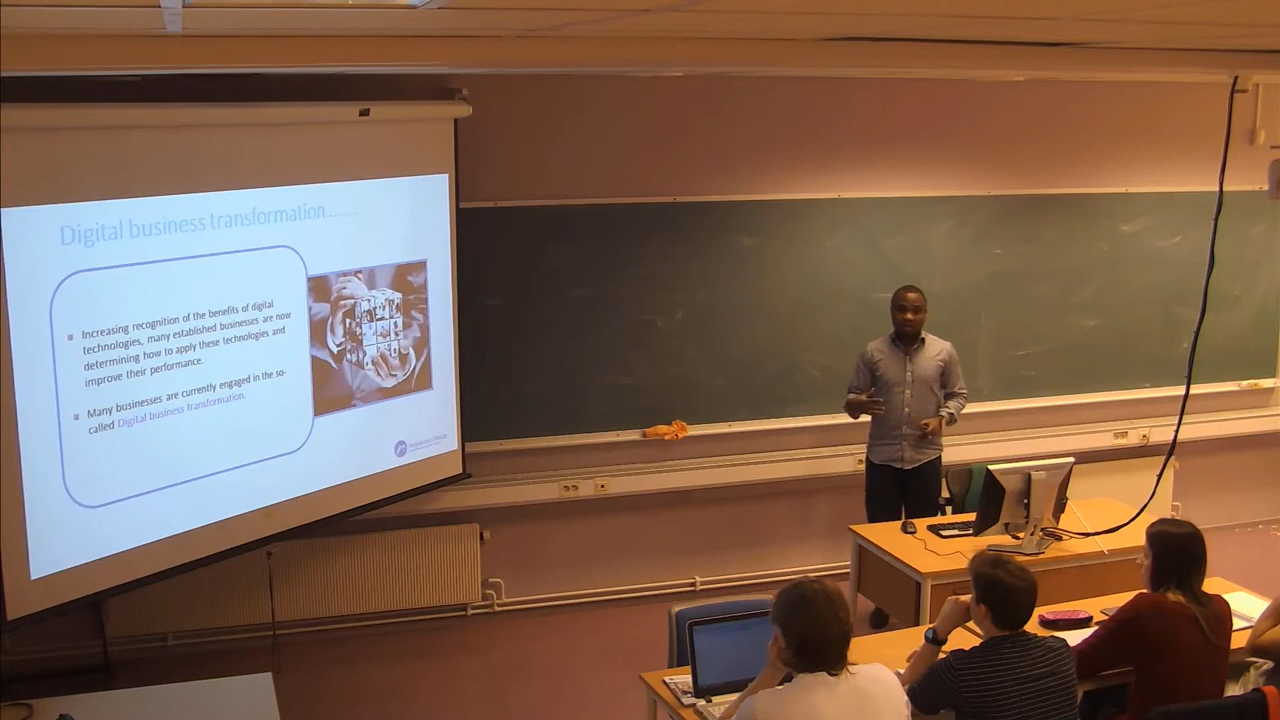 Digital business transformation.........
Increasing recognition of the benefits of digital
technologies, many established businesses are now
determining how to apply these technologies and
improve their performance.
Many businesses are currently engaged in the so-
called Digital business transformation.